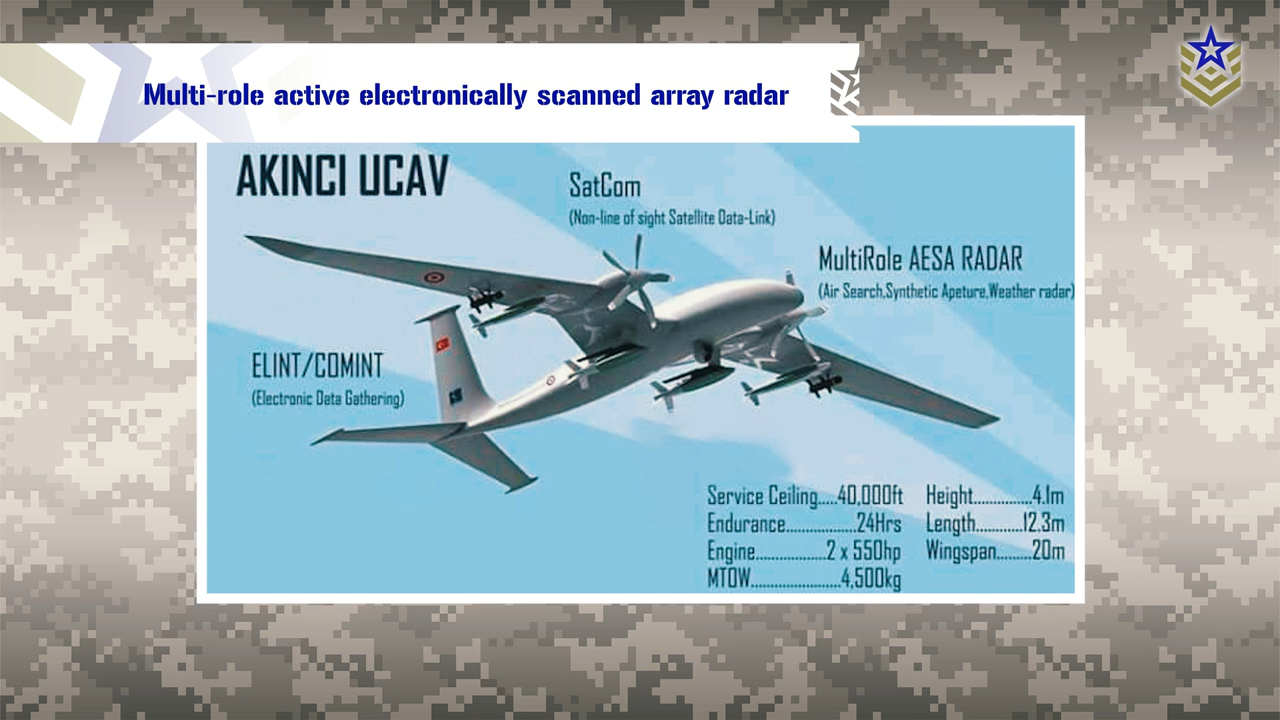 Multi-role active electronically scanned array radar
AKINCI UCAV
SatCom
(Non-line of sight Satellite Data-Link)
MultiRole AESA RADAR
(Air Search,Synthetic Apeture,Weather radar)
ELINT/COMINT
(Electronic Data Gathering)
Service Ceiling.....40,000ft
Endurance...................24Hrs
Engine...................2 x 550hp
MTOW........................4,500kg
Height...............4.1m
Length............12.3m
Wingspan.........20m